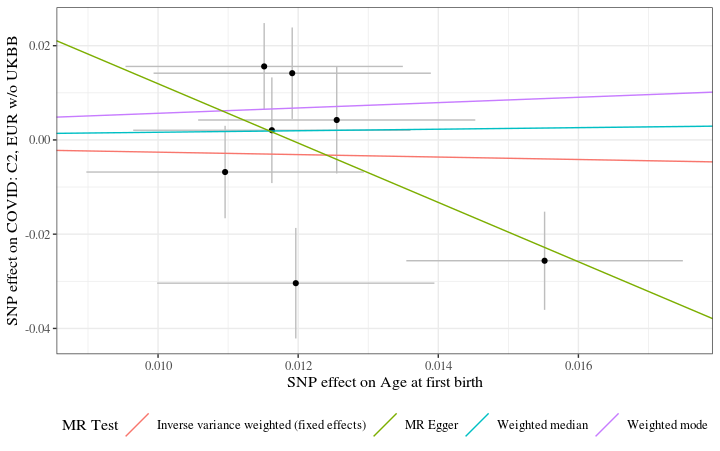 SNP effect on COVID: C2, EUR w/o UKBB
0.02
0.00
-0.02
-0.04
0.010 0.012 0.014 0.016
SNP effect on Age at first birth
MR Test Inverse variance weighted (fixed effects) MR Egger Weighted median Weighted mode